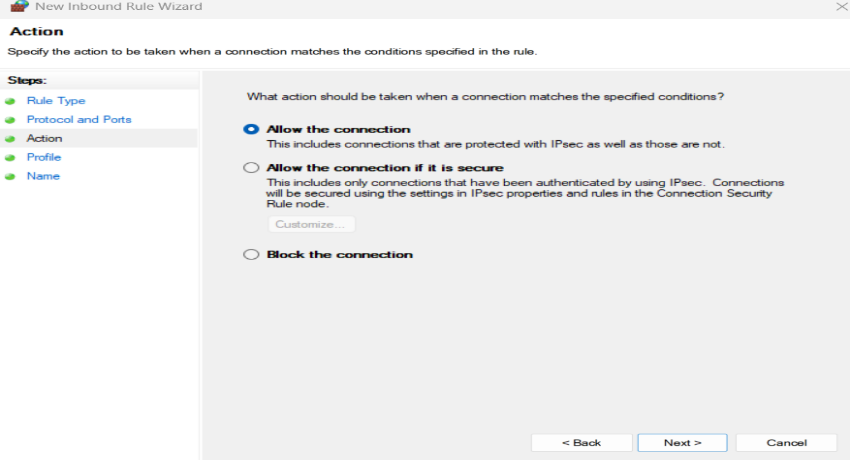 New Inbound Rule Wizard
Action
Specify the action to be taken when a connection matches the conditions specified in the rule.
Steps:
Rule Type
Protocol and Ports
Action
Profile
Name
What action should be taken when a connection matches the specified conditions?
Allow the connection
This includes connections that are protected with IPsec as well as those are not.
Allow the connection if it is secure
This includes only connections that have been authenticated by using IPsec. Connections
will be secured using the settings in IPsec properties and rules in the Connection Security
Rule node.
Customize...
Block the connection
< Back
Next >
Cancel